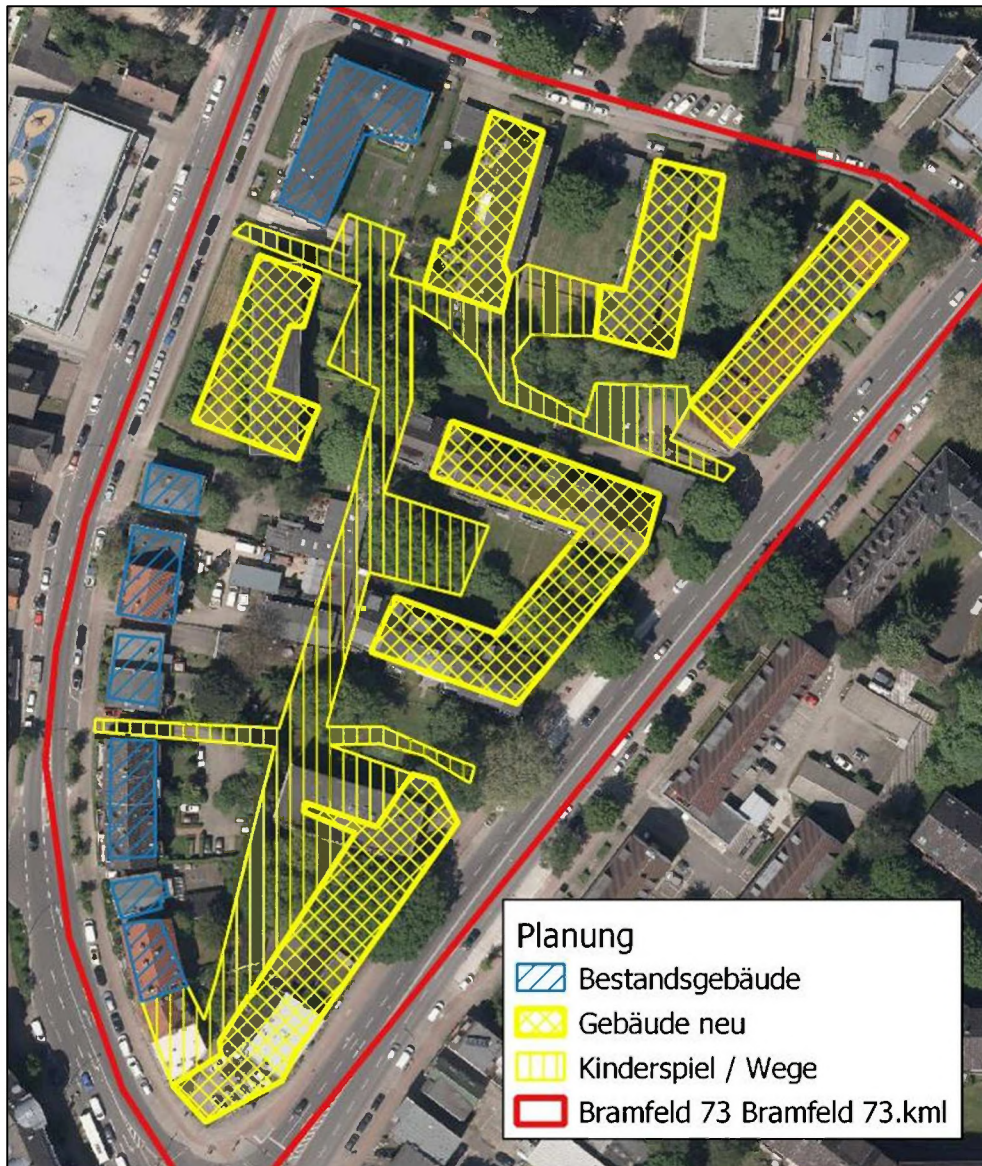 Planung
Bestandsgebäude
Gebäude neu
Kinderspiel / Wege
Bramfeld 73 Bramfeld 73.kml